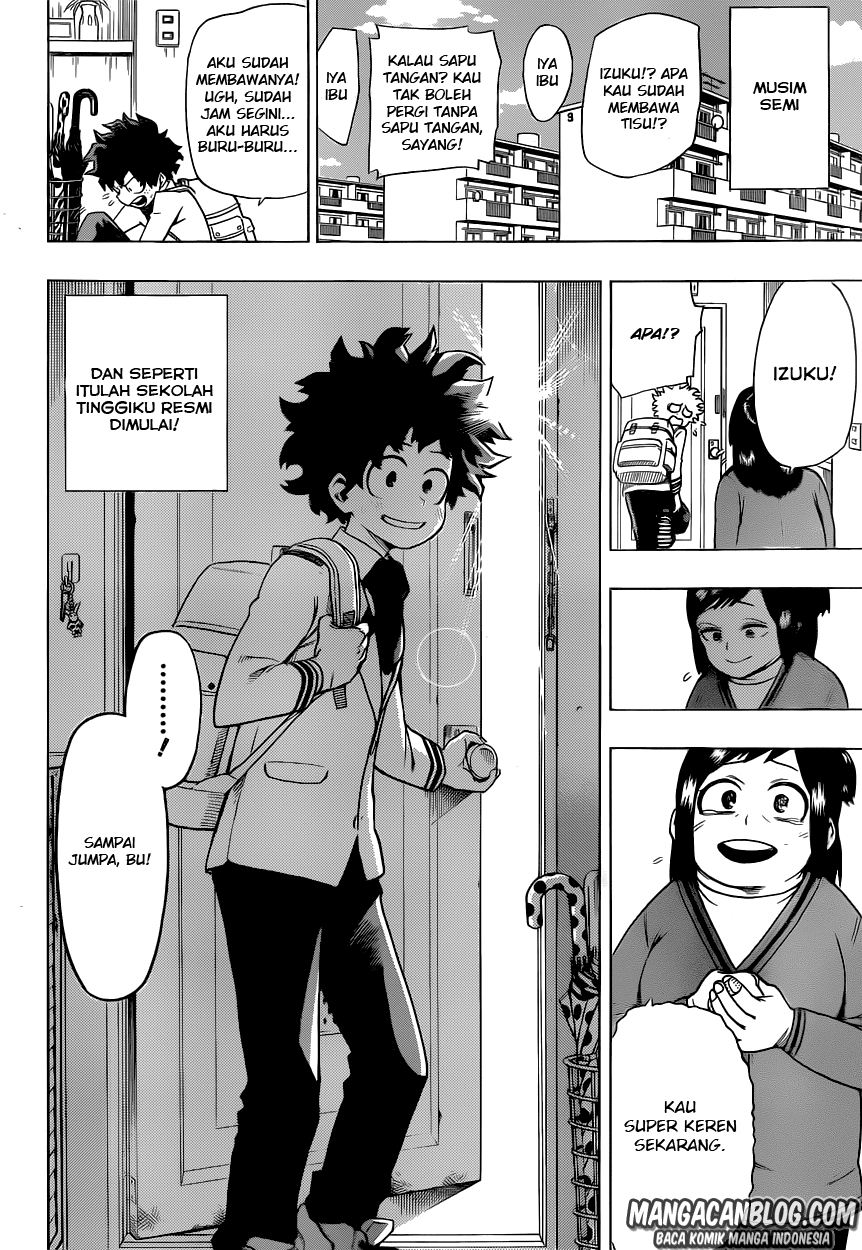 MUSIM
SEMI
IZUKU!? APA
KAU SUDAH
MEMBAWA
TISU!?
IYA
IBU
KALAU SAPU
TANGAN? KAU
TAK BOLEH
PERGI TANPA
SAPU TANGAN,
SAYANG!
IYA
IBU
9
AKU SUDAH
MEMBAWANYA!
UGH, SUDAH
JAM SEGINI...
AKU HARUS
BURU-BURU...
IZUKU!
APA!?
KAU
SUPER KEREN
SEKARANG.
DAN SEPERTI
ITULAH SEKOLAH
TINGGIKU RESMI
DIMULAI!
.........!
SAMPAI
JUMPA, BU!
MANGACANBLOG.COM
BACA KOMIK MANGA INDONESIA